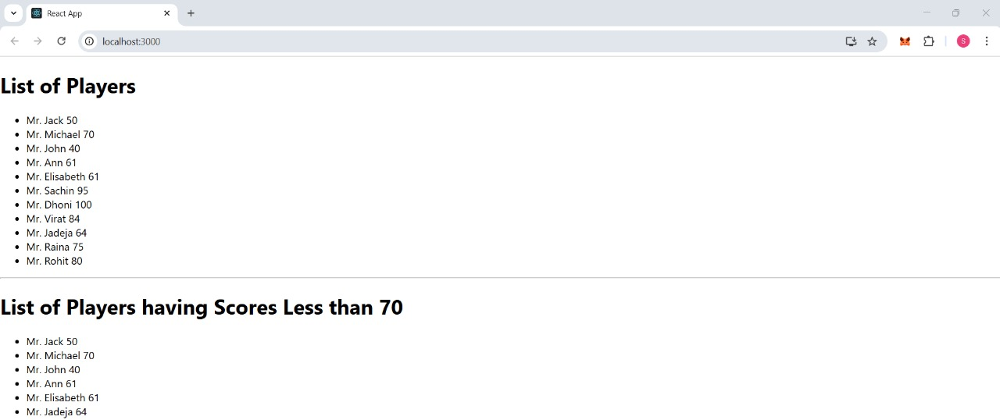 React App
localhost:3000
S
List of Players
Mr. Jack 50
Mr. Michael 70
Mr. John 40
Mr. Ann 61
Mr. Elisabeth 61
Mr. Sachin 95
Mr. Dhoni 100
Mr. Virat 84
Mr. Jadeja 64
Mr. Raina 75
Mr. Rohit 80
List of Players having Scores Less than 70
Mr. Jack 50
Mr. Michael 70
Mr. John 40
Mr. Ann 61
Mr. Elisabeth 61
Mr. Jadeja 64